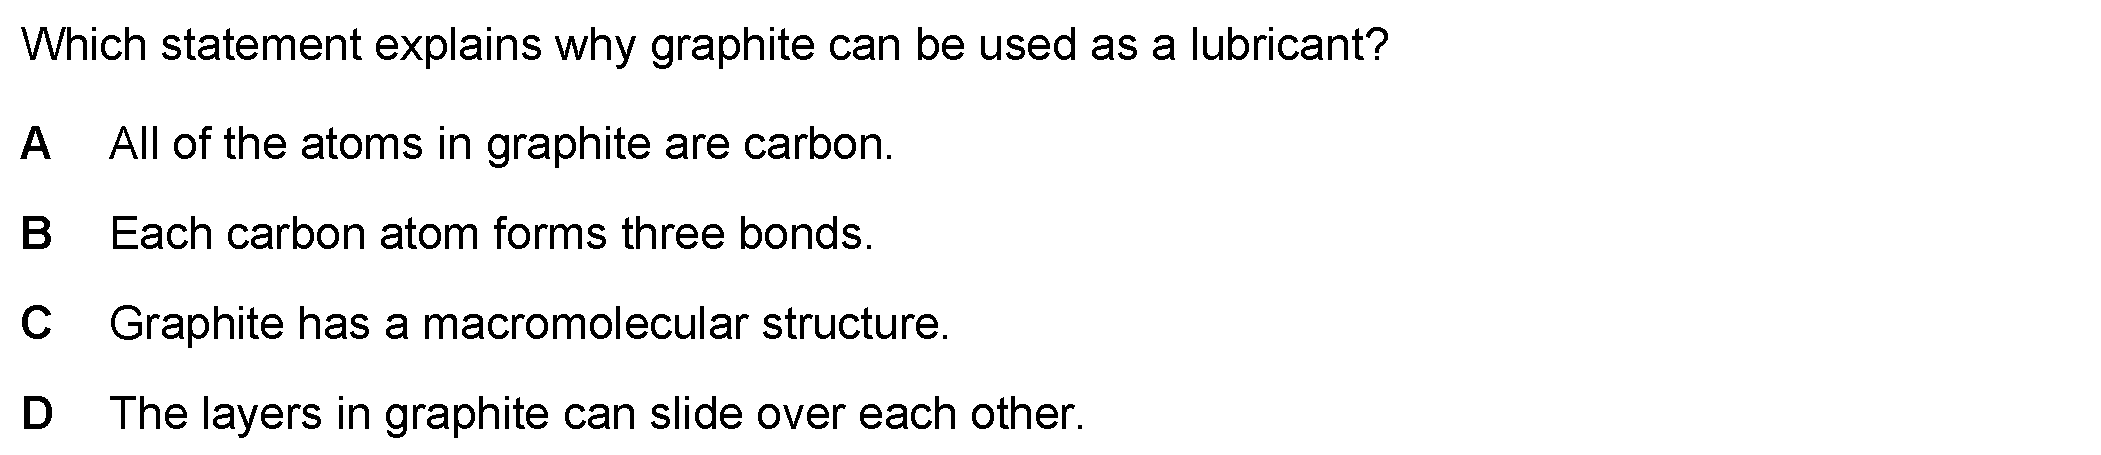 Which statement explains why graphite can be used as a lubricant?
A All of the atoms in graphite are carbon.
B Each carbon atom forms three bonds.
C Graphite has a macromolecular structure.
D The layers in graphite can slide over each other.